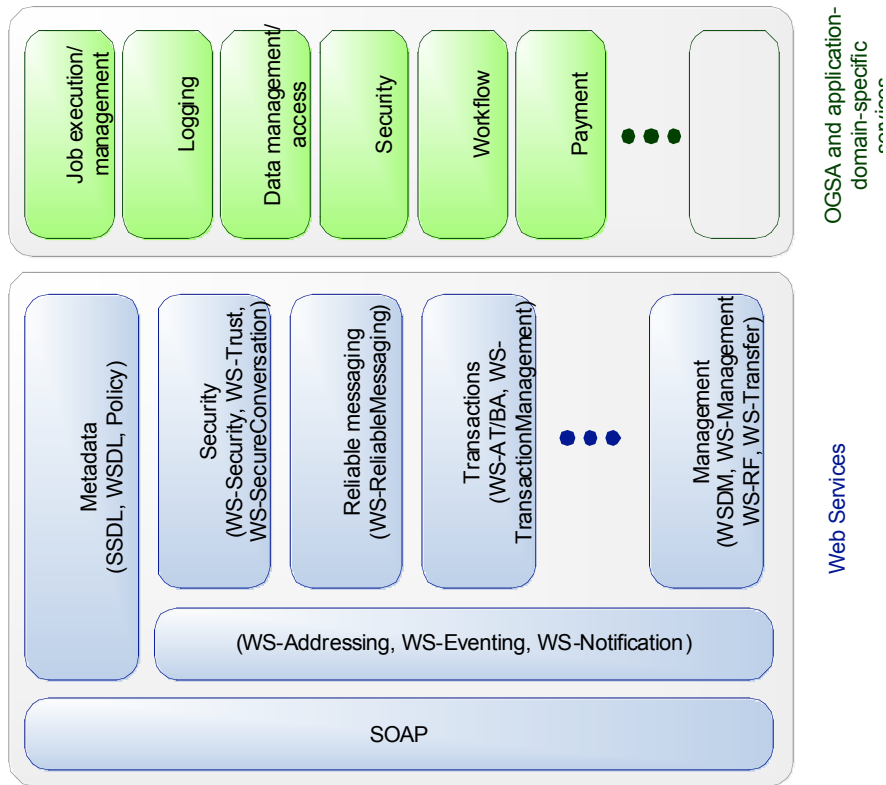 Job execution/
management
Logging
Data management/
access
Security
Workflow
Payment
OGSA and application-
domain-specific
services
Metadata
(SSDL, WSDL, Policy)
Security
(WS-Security, WS-Trust,
WS-SecureConversation)
Reliable messaging
(WS-ReliableMessaging)
Transactions
(WS-AT/BA, WS-
TransactionManagement)
Management
(WSDM, WS-Management
WS-RF, WS-Transfer)
(WS-Addressing, WS-Eventing, WS-Notification)
SOAP
Web Services